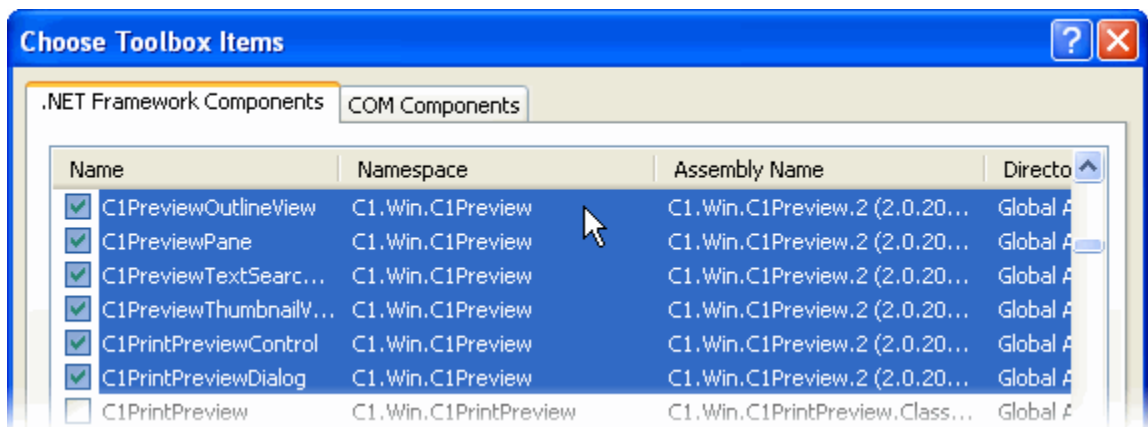 Choose Toolbox Items
.NET Framework Components COM Components
Name Namespace Assembly Name Directo
C1PreviewOutlineView C1.Win.C1Preview C1.Win.C1Preview.2 (2.0.20... Global A
C1PreviewPane C1.Win.C1Preview C1.Win.C1Preview.2 (2.0.20... Global A
C1PreviewTextSearc... C1.Win.C1Preview C1.Win.C1Preview.2 (2.0.20... Global A
C1PreviewThumbnailV... C1.Win.C1Preview C1.Win.C1Preview.2 (2.0.20... Global A
C1PrintPreviewControl C1.Win.C1Preview C1.Win.C1Preview.2 (2.0.20... Global A
C1PrintPreviewDialog C1.Win.C1Preview C1.Win.C1Preview.2 (2.0.20... Global A
C1PrintPreview C1.Win.C1PrintPreview C1.Win.C1PrintPreview.Class... Global A